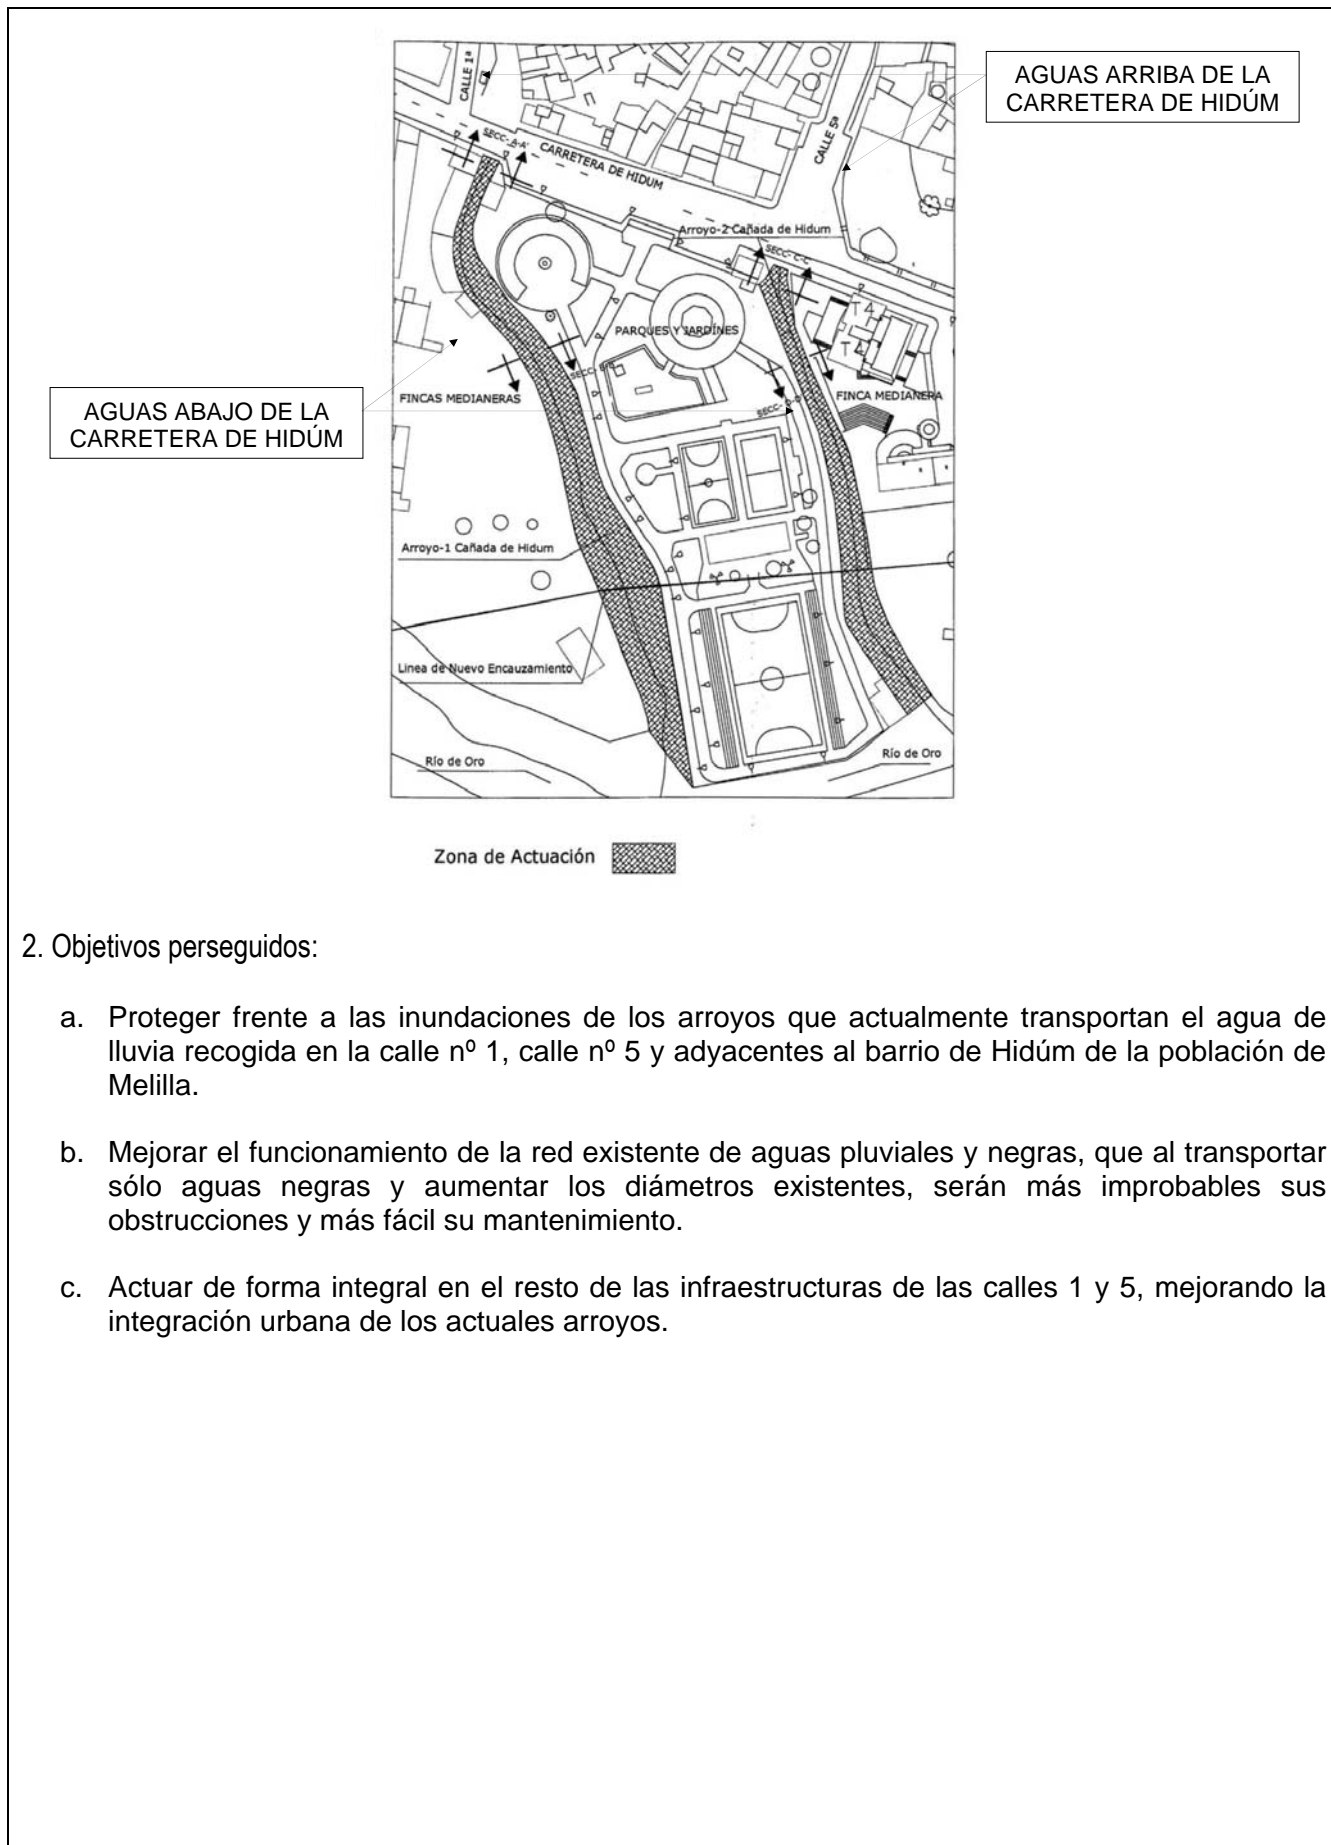 AGUAS ARRIBA DE LA
CARRETERA DE HIDÚM
CALLE 1ª
SECC- A-A'
CARRETERA DE HIDUM
CALLE 5ª
Arroyo-2 Cañada de Hidum
SECC- C-C
T4
T4
PARQUES Y JARDÍNES
SECC- B-B
FINCAS MEDIANERAS
FINCA MEDIANERA
SECC-
AGUAS ABAJO DE LA
CARRETERA DE HIDÚM
Arroyo-1 Cañada de Hidum
Linea de Nuevo Encauzamiento
Río de Oro
Río de Oro
Zona de Actuación
2. Objetivos perseguidos:
a. Proteger frente a las inundaciones de los arroyos que actualmente transportan el agua de
lluvia recogida en la calle nº 1, calle nº 5 y adyacentes al barrio de Hidúm de la población de
Melilla.
b. Mejorar el funcionamiento de la red existente de aguas pluviales y negras, que al transportar
sólo aguas negras y aumentar los diámetros existentes, serán más improbables sus
obstrucciones y más fácil su mantenimiento.
c. Actuar de forma integral en el resto de las infraestructuras de las calles 1 y 5, mejorando la
integración urbana de los actuales arroyos.